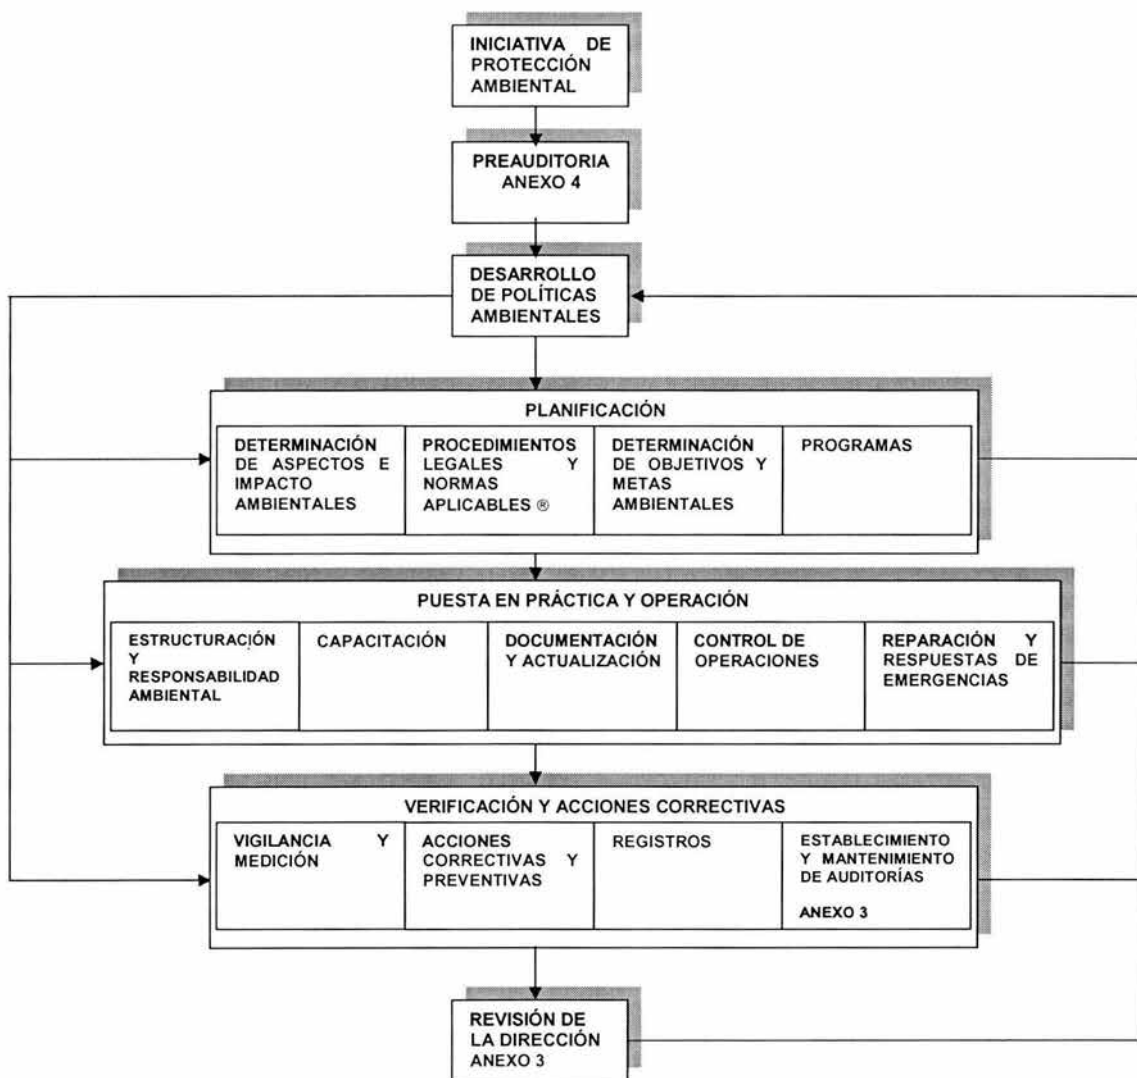 INICIATIVA DE
PROTECCIÓN
AMBIENTAL
PREAUDITORIA
ANEXO 4
DESARROLLO
DE POLÍTICAS
AMBIENTALES
PLANIFICACIÓN
DETERMINACIÓN
DE ASPECTOS E
IMPACTO
AMBIENTALES
PROCEDIMIENTOS
LEGALES Y
NORMAS
APLICABLES ®
DETERMINACIÓN
DE OBJETIVOS Y
METAS
AMBIENTALES
PROGRAMAS
PUESTA EN PRÁCTICA Y OPERACIÓN
ESTRUCTURACIÓN
Y
RESPONSABILIDAD
AMBIENTAL
CAPACITACIÓN
DOCUMENTACIÓN
Y ACTUALIZACIÓN
CONTROL DE
OPERACIONES
REPARACIÓN Y
RESPUESTAS DE
EMERGENCIAS
VERIFICACIÓN Y ACCIONES CORRECTIVAS
VIGILANCIA Y
MEDICIÓN
ACCIONES
CORRECTIVAS Y
PREVENTIVAS
REGISTROS
ESTABLECIMIENTO
Y MANTENIMIENTO
DE AUDITORÍAS
ANEXO 3
REVISIÓN DE
LA DIRECCIÓN
ANEXO 3